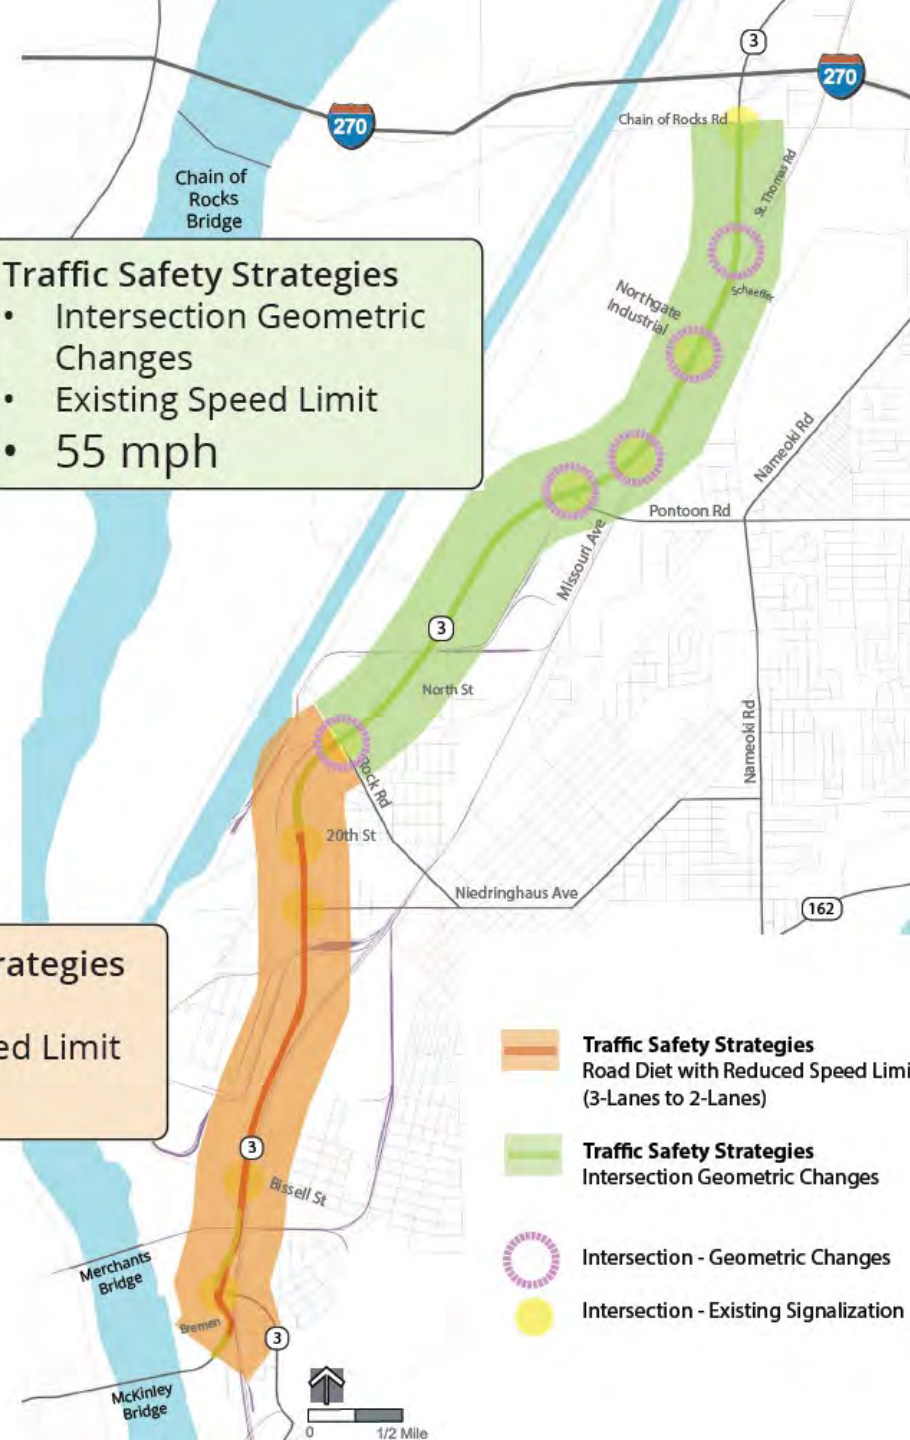 3
270
270
Chain of Rocks Rd
Chain of
Rocks
Bridge
St. Thomas Rd
Traffic Safety Strategies
• Intersection Geometric
Changes
• Existing Speed Limit
• 55 mph
Northgate
Industrial
Schaeffer
Nameoki Rd
Pontoon Rd
Missouri Ave
3
North St
Nameoki Rd
Rock Rd
20th St
Niedringhaus Ave
162
rategies
ed Limit
Traffic Safety Strategies
Road Diet with Reduced Speed Limi
(3-Lanes to 2-Lanes)
3
Traffic Safety Strategies
Intersection Geometric Changes
Bissell St
Merchants
Bridge
Intersection - Geometric Changes
Intersection - Existing Signalization
Bremen
3
McKinley
Bridge
0 1/2 Mile